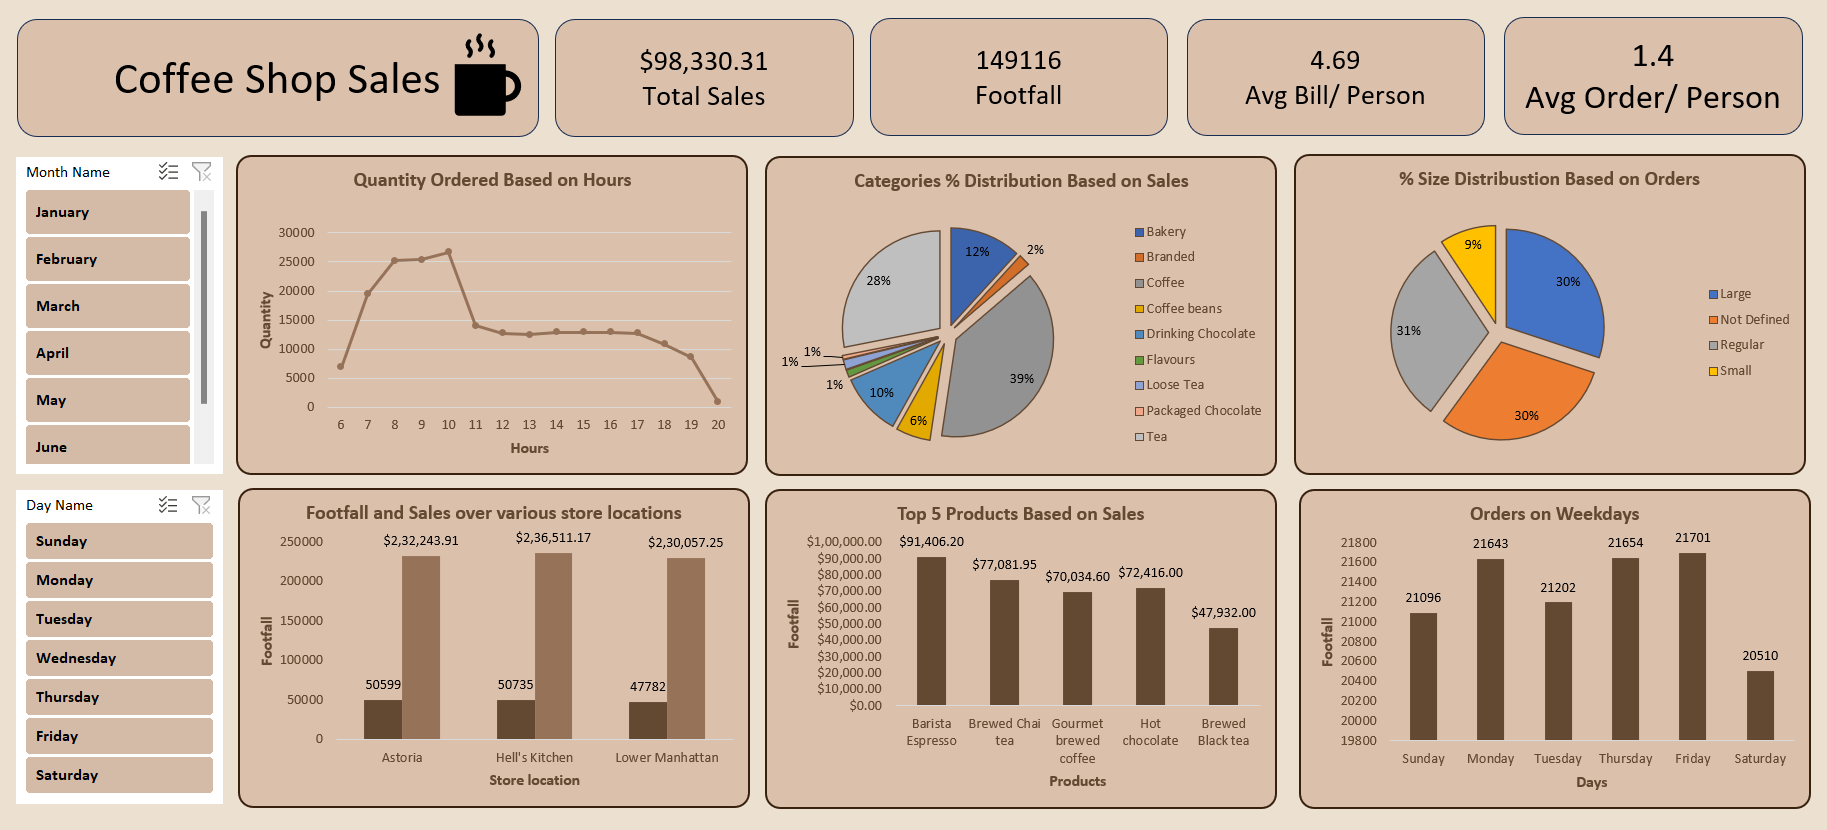 Coffee Shop Sales
$98,330.31
Total Sales
149116
Footfall
4.69
Avg Bill/ Person
1.4
Avg Order/ Person
Month Name
January
February
March
April
May
June
Quantity Ordered Based on Hours
30000
25000
20000
15000
10000
5000
0
Quantity
6 7 8 9 10 11 12 13 14 15 16 17 18 19 20
Hours
Categories % Distribution Based on Sales
12%
2%
39%
6%
10%
1%
1%
1%
28%
Bakery
Branded
Coffee
Coffee beans
Drinking Chocolate
Flavours
Loose Tea
Packaged Chocolate
Tea
% Size Distribustion Based on Orders
9%
30%
31%
30%
Large
Not Defined
Regular
Small
Day Name
Sunday
Monday
Tuesday
Wednesday
Thursday
Friday
Saturday
Footfall and Sales over various store locations
250000
200000
150000
100000
50000
0
Footfall
$2,32,243.91
$2,36,511.17
$2,30,057.25
50599
50735
47782
Astoria
Hell's Kitchen
Lower Manhattan
Store location
Top 5 Products Based on Sales
$1,00,000.00
$90,000.00
$80,000.00
$70,000.00
$60,000.00
$50,000.00
$40,000.00
$30,000.00
$20,000.00
$10,000.00
$0.00
Footfall
$91,406.20
$77,081.95
$70,034.60
$72,416.00
$47,932.00
Barista
Espresso
Brewed Chai
tea
Gourmet
brewed
coffee
Hot
chocolate
Brewed
Black tea
Products
Orders on Weekdays
21800
21600
21400
21200
21000
20800
20600
20400
20200
20000
19800
Footfall
21096
21643
21202
21654
21701
20510
Sunday
Monday
Tuesday
Thursday
Friday
Saturday
Days